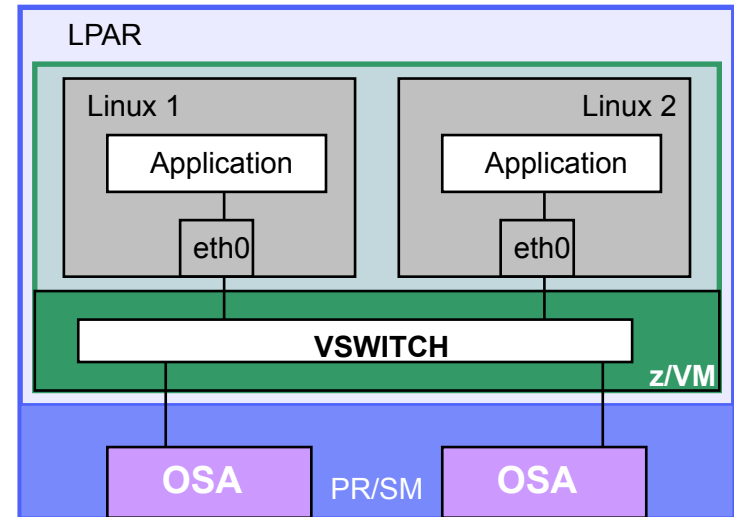 LPAR
Linux 1
Linux 2
Application
Application
eth0
eth0
VSWITCH
z/VM
OSA
PR/SM
OSA